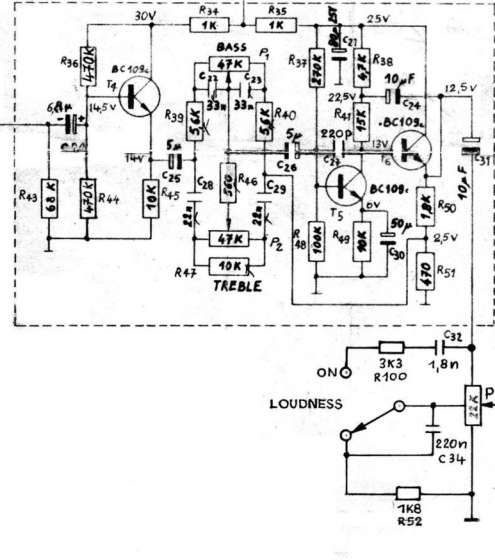 30V
R34
1K
R35
1K
25V
R36
470K
BC109c
T4
BASS
P1
47K
C22
33n
C23
33n
R37
270K
C21
R38
4,7K
10µF
C24
12,5V
22,5V
R41
15K
14,5V
R39
5,6K
R40
5,6K
5µ
C26
220p
C27
13V
BC109c
T6
C31
10µF
14V
5µ
C25
R43
68K
470K
R44
10K
R45
C28
22n
560
R46
C29
22n
BC109c
T5
6V
R48
100K
R49
10K
50µ
C30
R50
1,8K
2,5V
470
R51
47K
P2
R47
10K
TREBLE
C32
1,8n
3K3
R100
ON
LOUDNESS
22K
P
220n
C34
1K8
R52